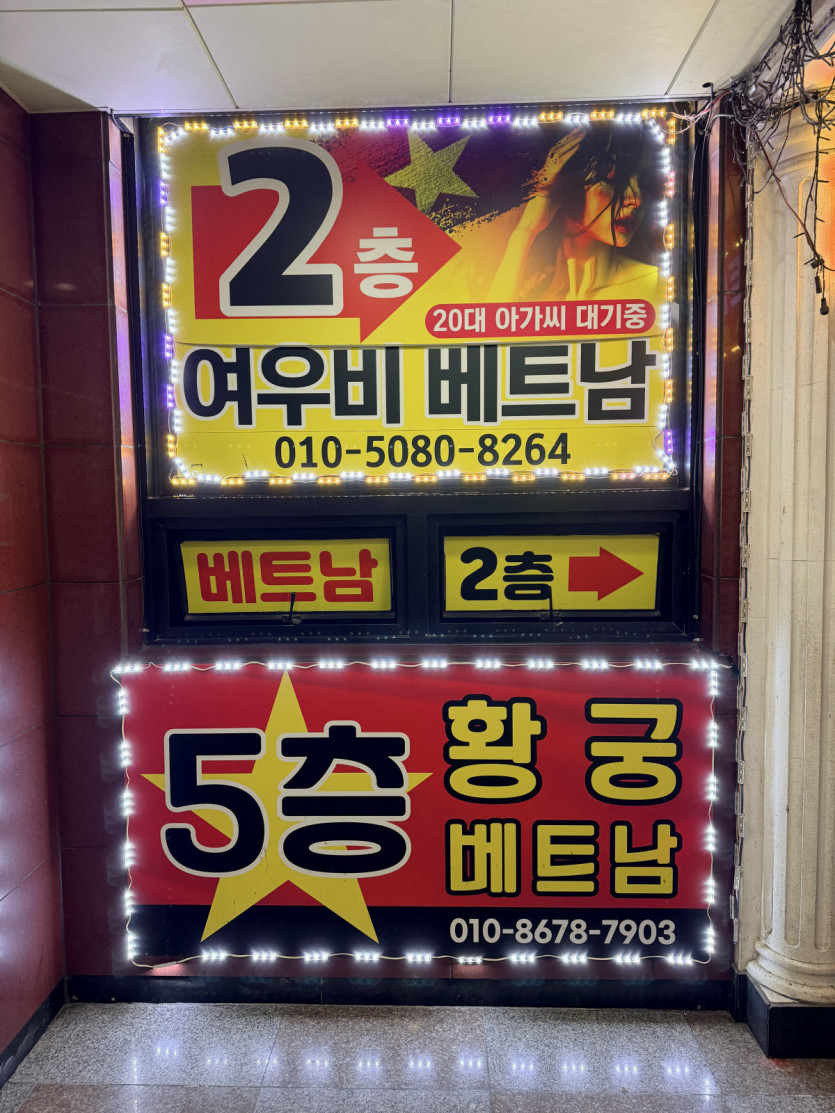 2층
20대 아가씨 대기중
여우비 베트남
010-5080-8264
베트남
2층
5층
황궁
베트남
010-8678-7903